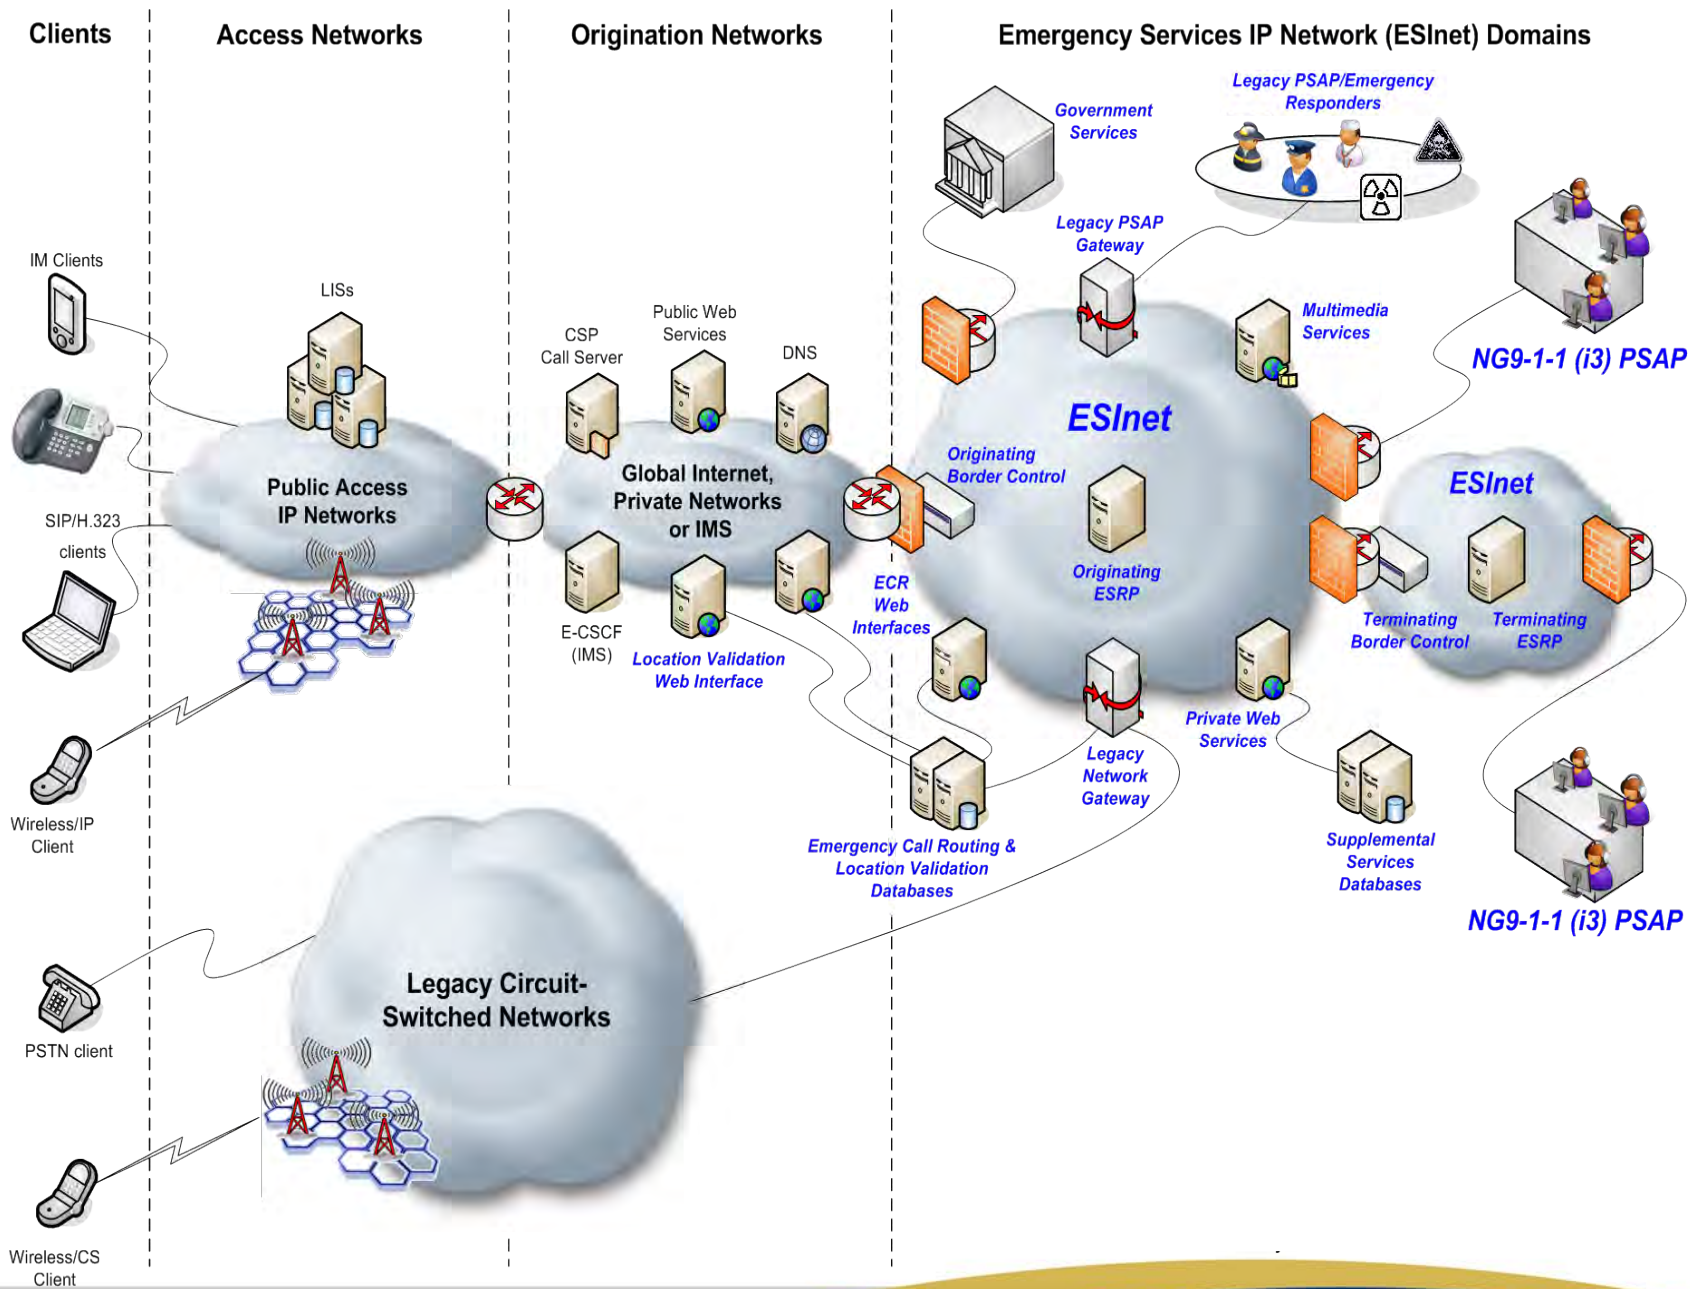 Clients
Access Networks
Origination Networks
Emergency Services IP Network (ESInet) Domains
Government
Services
Legacy PSAP/Emergency
Responders
Legacy PSAP
Gateway
Multimedia
Services
NG9-1-1 (i3) PSAP
IM Clients
LISs
CSP
Call Server
Public Web
Services
DNS
ESInet
Originating
Border Control
Public Access
IP Networks
Global Internet,
Private Networks
or IMS
ESInet
SIP/H.323
clients
Originating
ESRP
ECR
Web
Interfaces
E-CSCF
(IMS)
Location Validation
Web Interface
Terminating
Border Control
Terminating
ESRP
Private Web
Services
Legacy
Network
Gateway
Wireless/IP
Client
Emergency Call Routing &
Location Validation
Databases
Supplemental
Services
Databases
NG9-1-1 (i3) PSAP
Legacy Circuit-
Switched Networks
PSTN client
Wireless/CS
Client